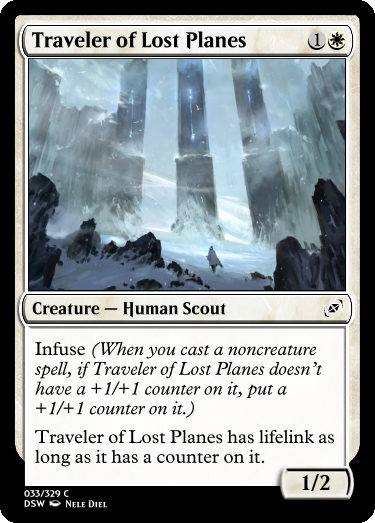 Traveler of Lost Planes 1
Creature — Human Scout
Infuse (When you cast a noncreature
spell, if Traveler of Lost Planes doesn't
have a +1/+1 counter on it, put a
+1/+1 counter on it.)
Traveler of Lost Planes has lifelink as
long as it has a counter on it.
1/2
033/329 C
DSW Nele Diel